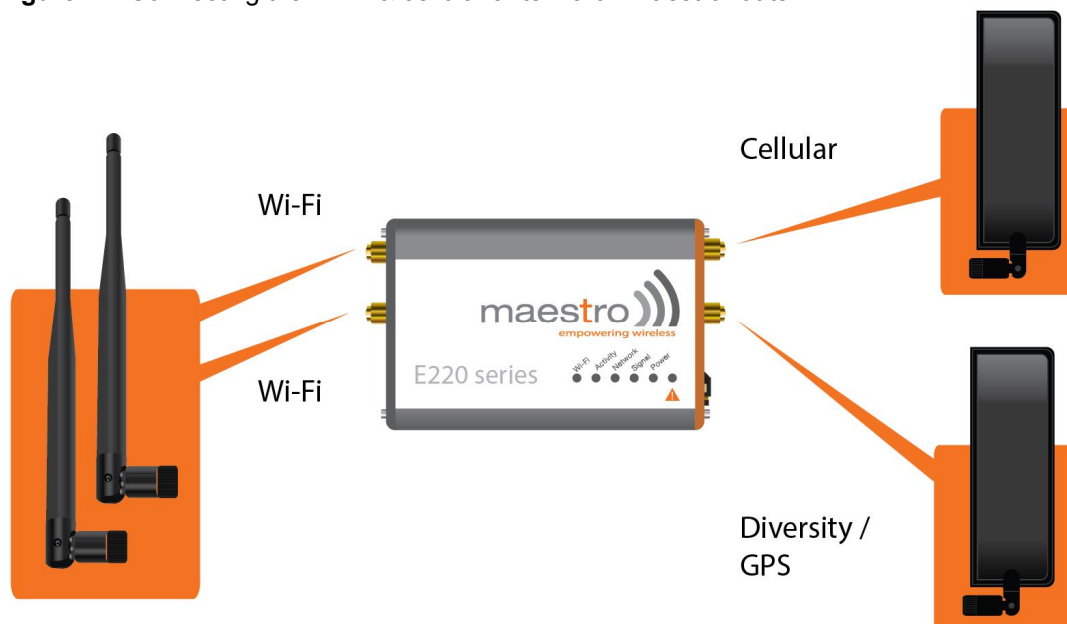 Cellular
Wi-Fi
maestro
empowering wireless
Wi-Fi Activity Network Signal Power
E220 series
Wi-Fi
Diversity /
GPS